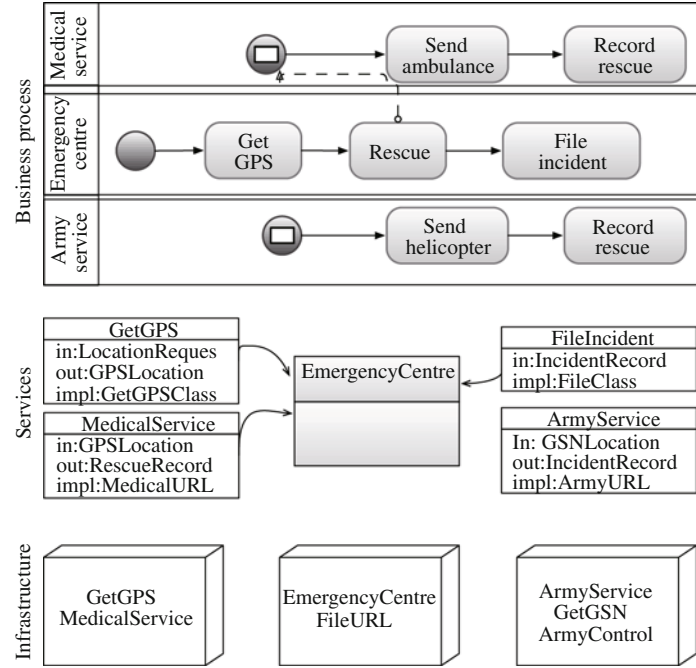 Business process
Medical
service
Send
ambulance
Record
rescue
Emergency
centre
Get
GPS
Rescue
File
incident
Army
service
Send
helicopter
Record
rescue
Services
GetGPS
in:LocationReques
out:GPSLocation
impl:GetGPSClass
MedicalService
in:GPSLocation
out:RescueRecord
impl:MedicalURL
EmergencyCentre
FileIncident
in:IncidentRecord
impl:FileClass
ArmyService
In: GSNLocation
out:IncidentRecord
impl:ArmyURL
Infrastructure
GetGPS
MedicalService
EmergencyCentre
FileURL
ArmyService
GetGSN
ArmyControl